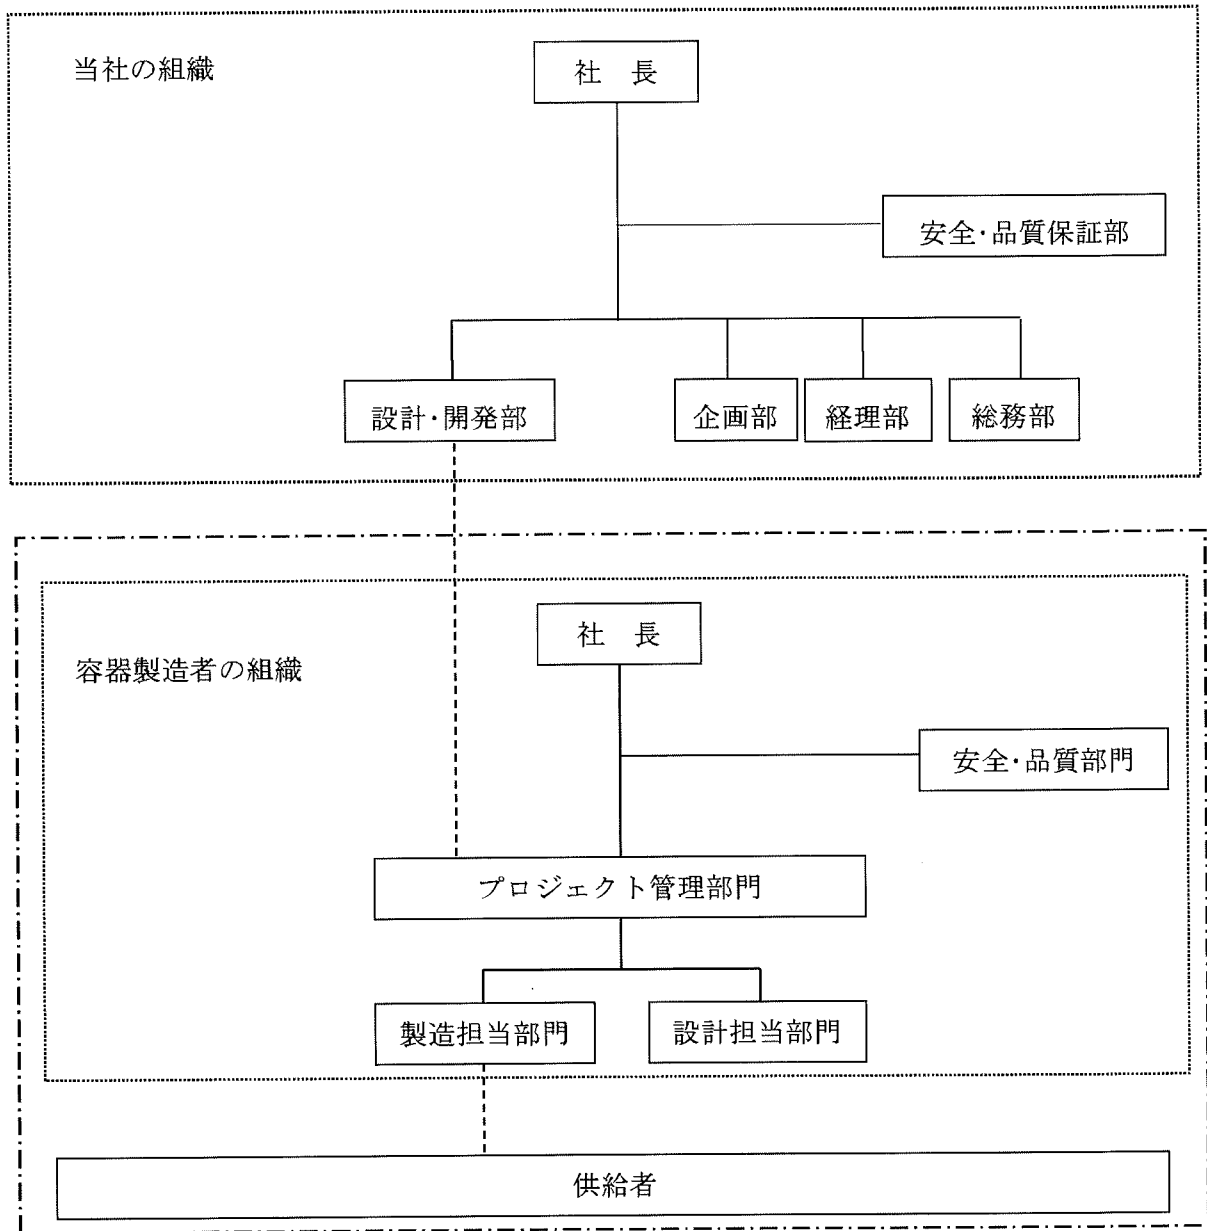 当社の組織
社 長
安全・品質保証部
設計・開発部
企画部
経理部
総務部
社 長
容器製造者の組織
安全・品質部門
プロジェクト管理部門
製造担当部門
設計担当部門
供給者